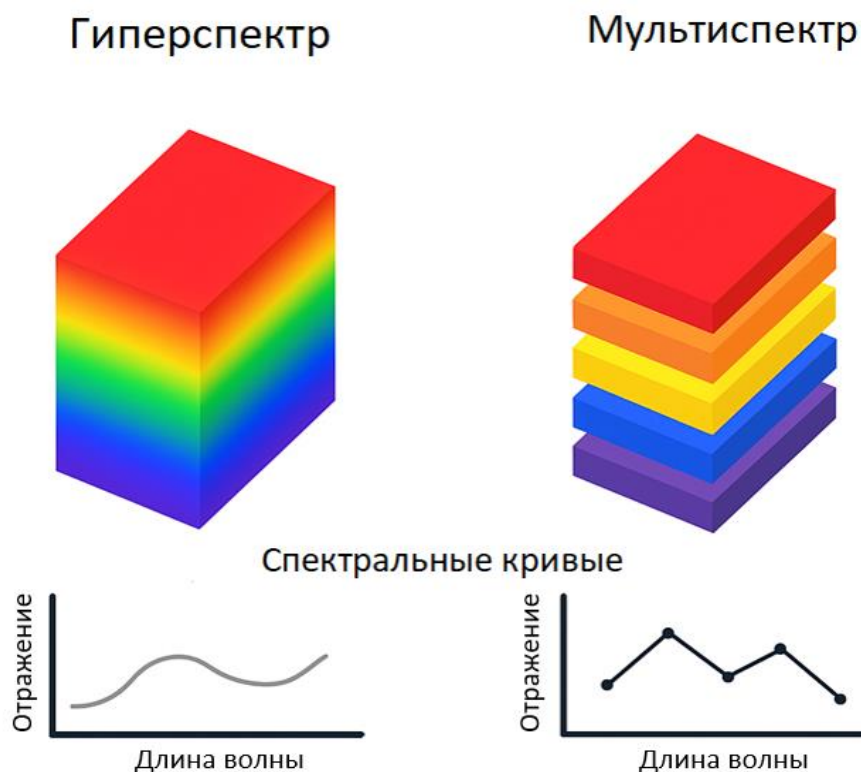 Гиперспектр
Мультиспектр
Спектральные кривые
Отражение
Длина волны
Отражение
Длина волны